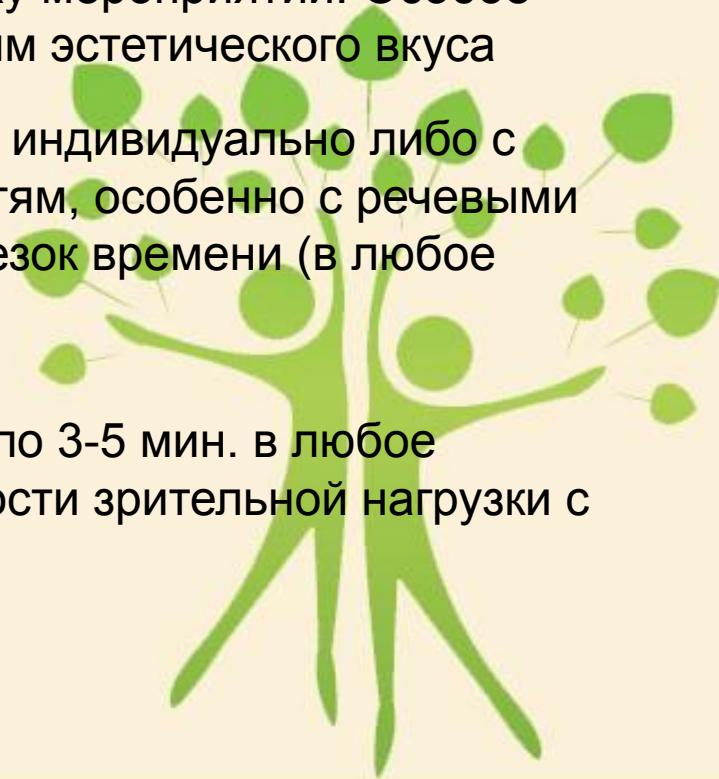 им эстетического вкуса
индивидуально либо с
тям, особенно с речевыми
езок времени (в любое
по 3-5 мин. в любое
ости зрительной нагрузки с